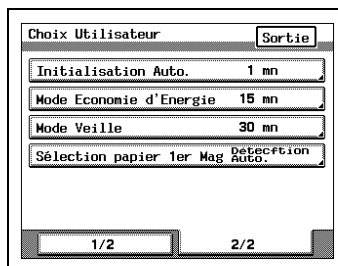 Choix Utilisateur
Sortie
Initialisation Auto. 1 mn
Mode Economie d'Energie 15 mn
Mode Veille 30 mn
Sélection papier 1er Mag Détecftion
Auto.
1/2 2/2